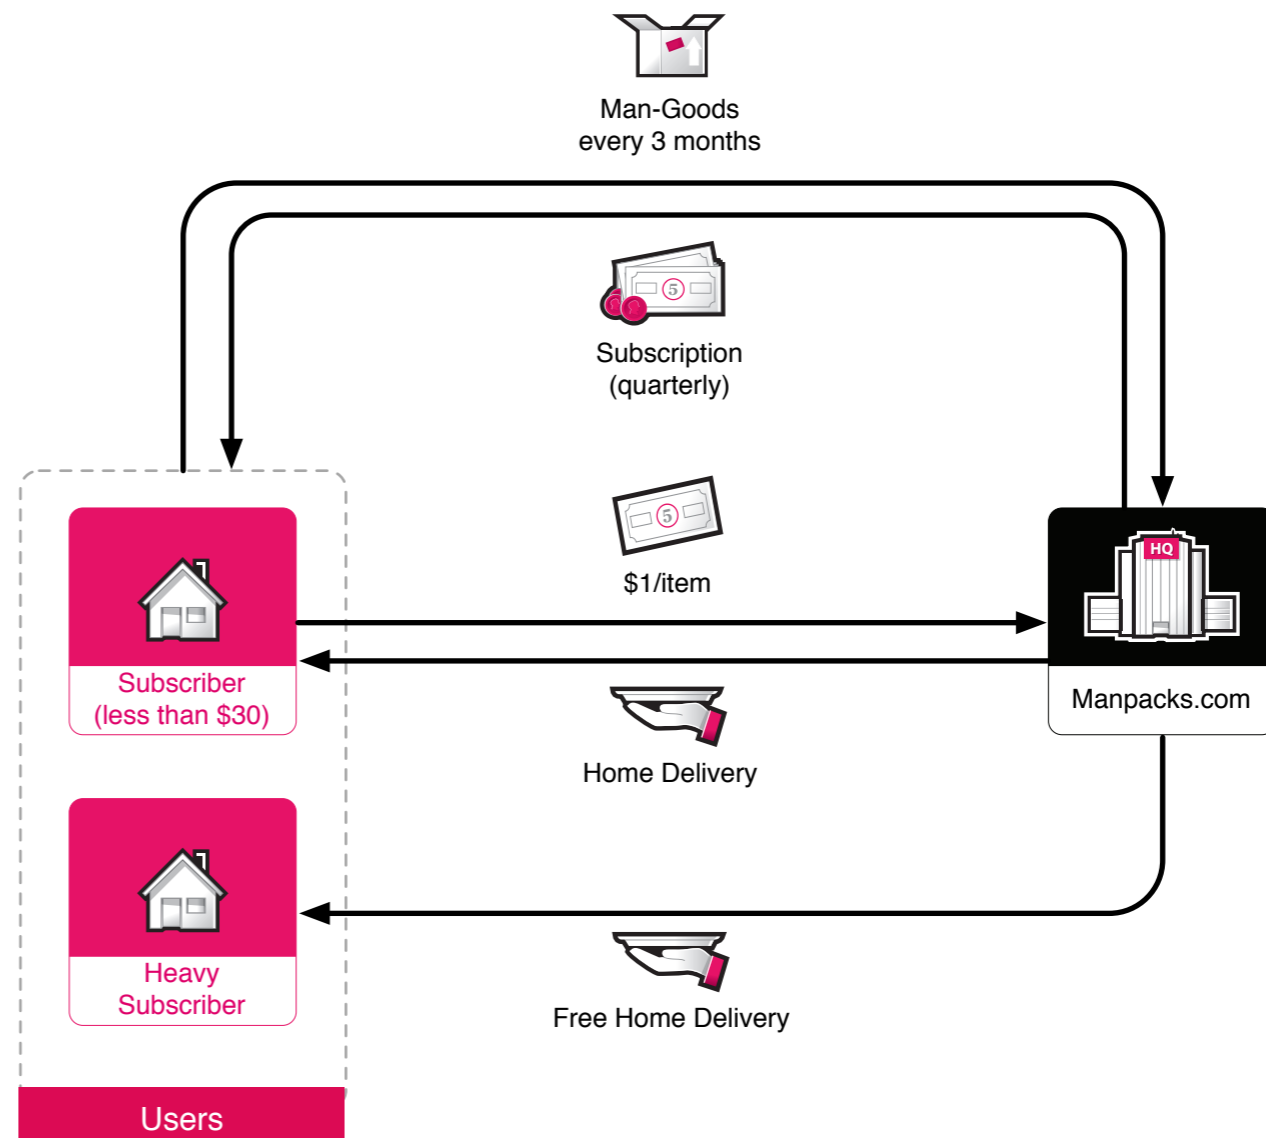 Man-Goods
every 3 months
5
Subscription
(quarterly)
5
$1/item
HQ
Subscriber
(less than $30)
Manpacks.com
Home Delivery
Heavy
Subscriber
Free Home Delivery
Users